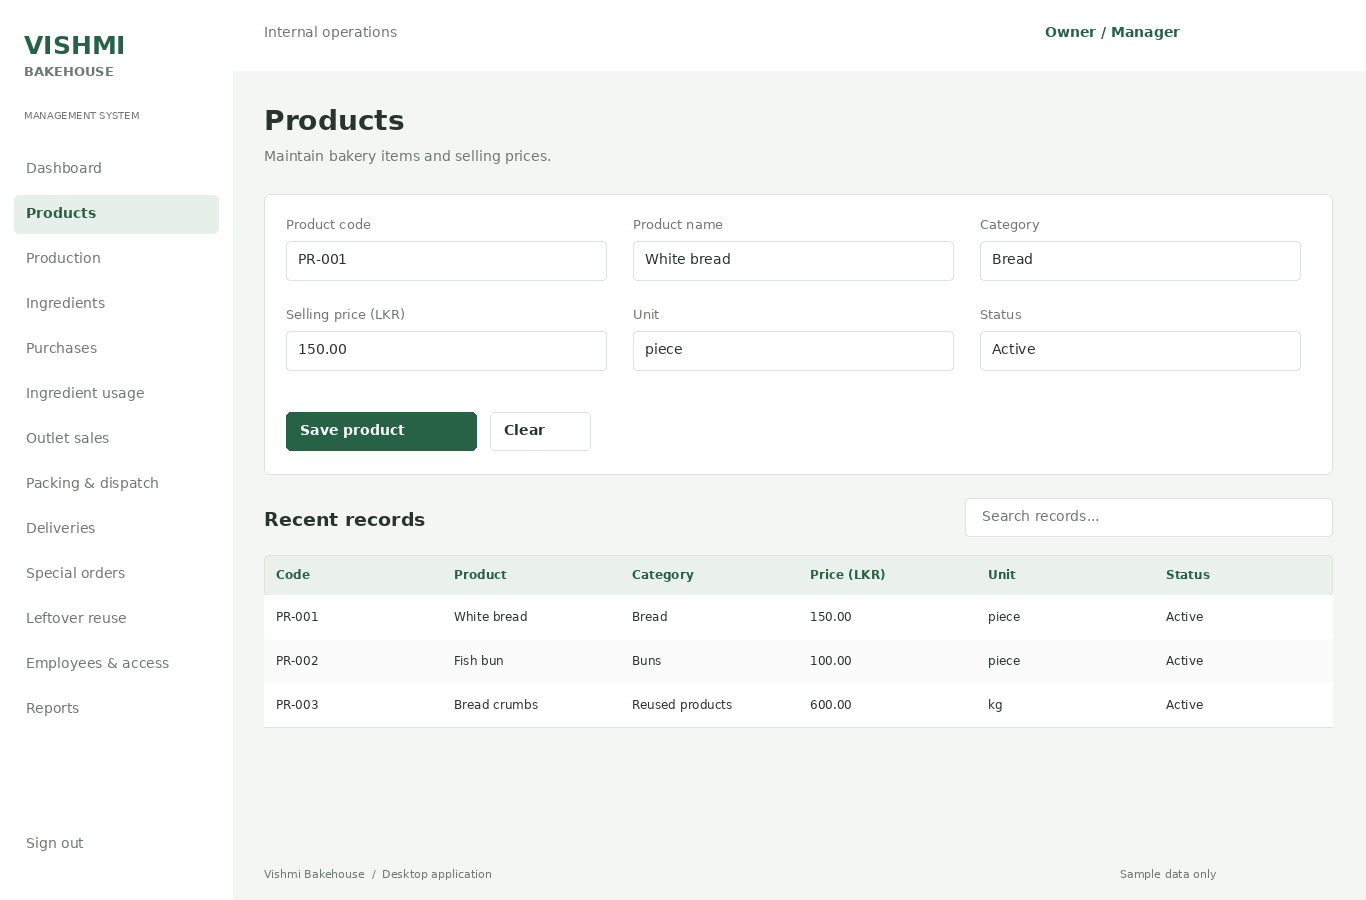 VISHMI
BAKEHOUSE
MANAGEMENT SYSTEM
Dashboard
Products
Production
Ingredients
Purchases
Ingredient usage
Outlet sales
Packing & dispatch
Deliveries
Special orders
Leftover reuse
Employees & access
Reports
Sign out
Internal operations
Owner / Manager
Products
Maintain bakery items and selling prices.
Product code
Product name
Category
PR-001
White bread
Bread
Selling price (LKR)
Unit
Status
150.00
piece
Active
Save product
Clear
Recent records
Search records...
Code Product Category Price (LKR) Unit Status
PR-001 White bread Bread 150.00 piece Active
PR-002 Fish bun Buns 100.00 piece Active
PR-003 Bread crumbs Reused products 600.00 kg Active
Vishmi Bakehouse / Desktop application
Sample data only